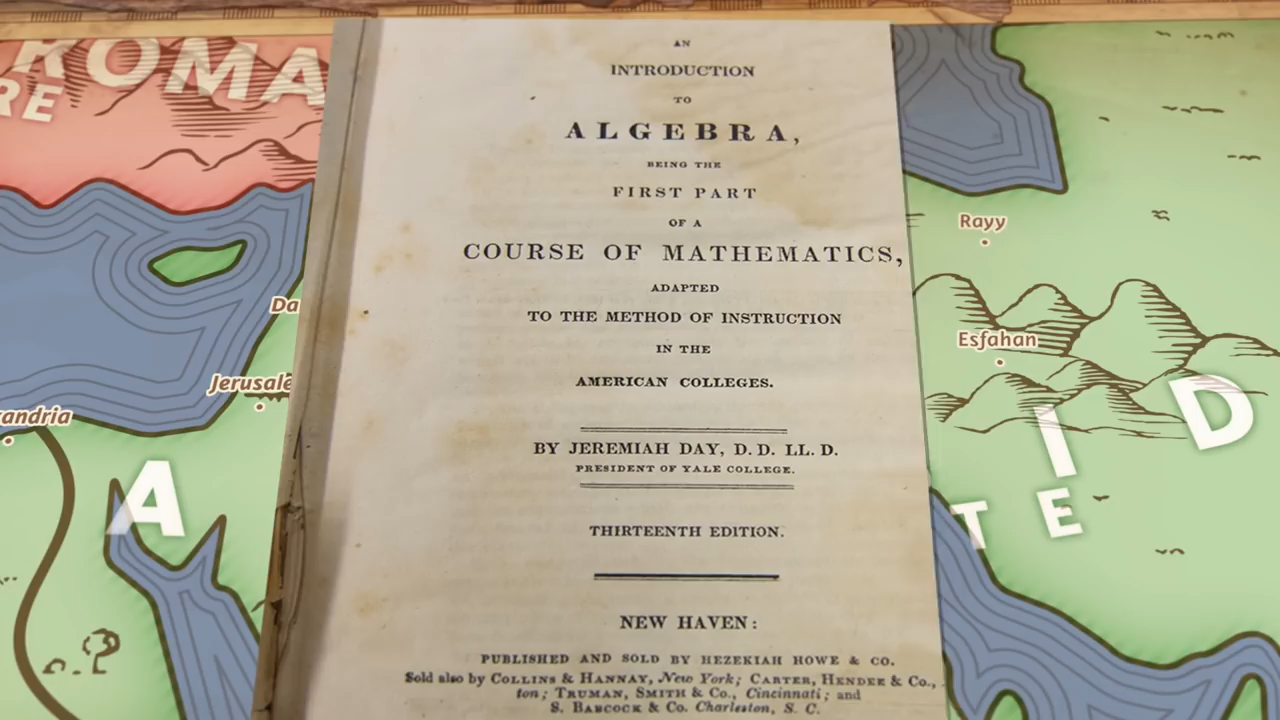 AN
INTRODUCTION
TO
ALGEBRA,
BEING THE
FIRST PART
OF A
COURSE OF MATHEMATICS,
ADAPTED
TO THE METHOD OF INSTRUCTION
IN THE
AMERICAN COLLEGES.
BY JEREMIAH DAY, D. D. LL. D.
PRESIDENT OF YALE COLLEGE.
THIRTEENTH EDITION.
NEW HAVEN:
PUBLISHED AND SOLD BY HEZEKIAH HOWE & CO.
Sold also by COLLINS & HANNAY, New York; CARTER, HENDEE & Co.,
ton; TRUMAN, SMITH & Co., Cincinnati; and
S. BABCOCK & Co. Charleston, S. C.
ROMA
RE
Da
Jerusale
andria
A
Rayy
Esfahan
I D
T E